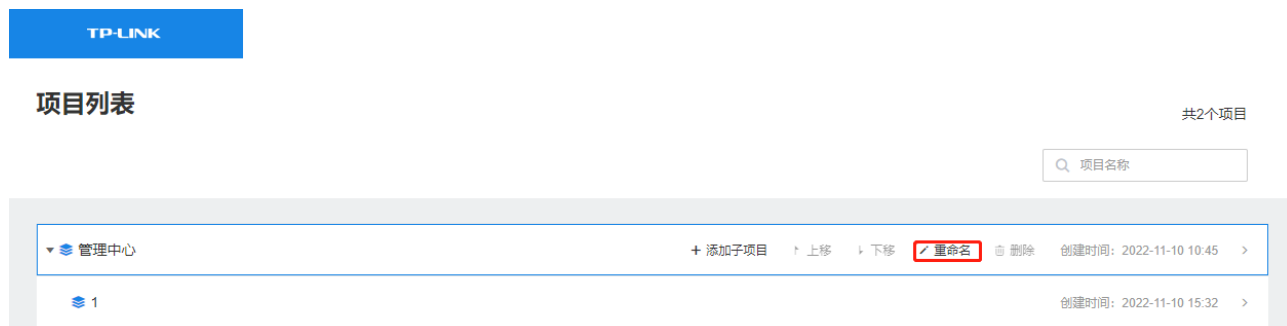 TP-LINK
项目列表
共2个项目
项目名称
管理中心 添加子项目 上移 下移 重命名 删除 创建时间：2022-11-10 10:45
1 创建时间：2022-11-10 15:32